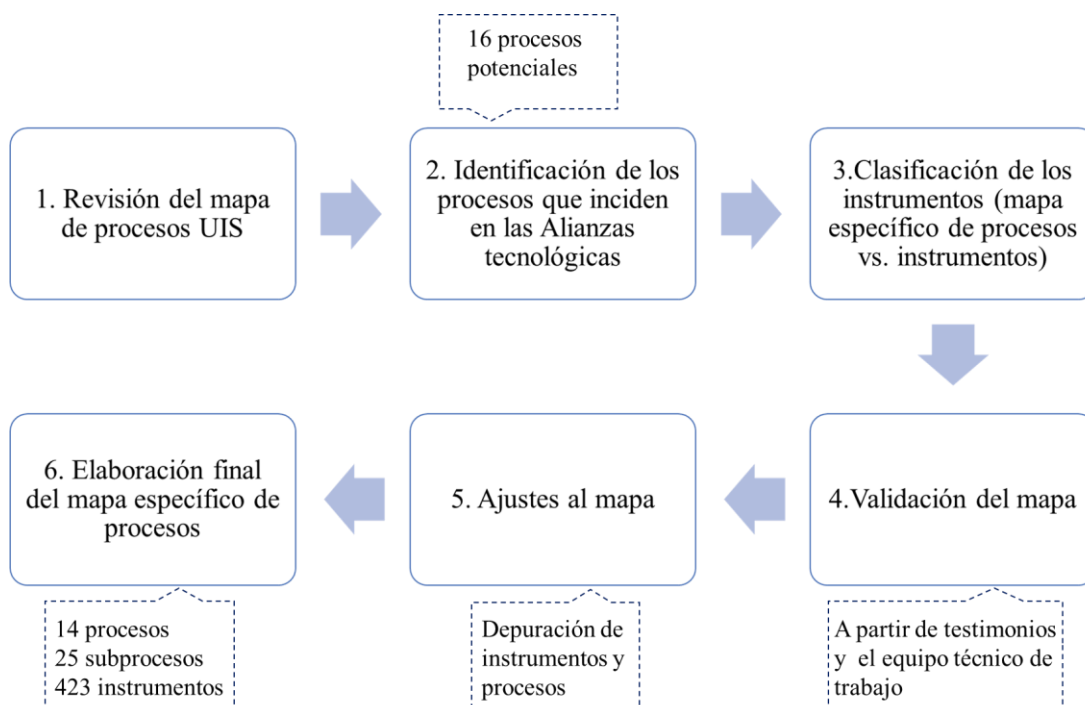 16 procesos
potenciales
1. Revisión del mapa
de procesos UIS
2. Identificación de los
procesos que inciden
en las Alianzas
tecnológicas
3.Clasificación de los
instrumentos (mapa
específico de procesos
vs. instrumentos)
4.Validación del mapa
A partir de testimonios
y el equipo técnico de
trabajo
5. Ajustes al mapa
Depuración de
instrumentos y
procesos
6. Elaboración final
del mapa específico de
procesos
14 procesos
25 subprocesos
423 instrumentos